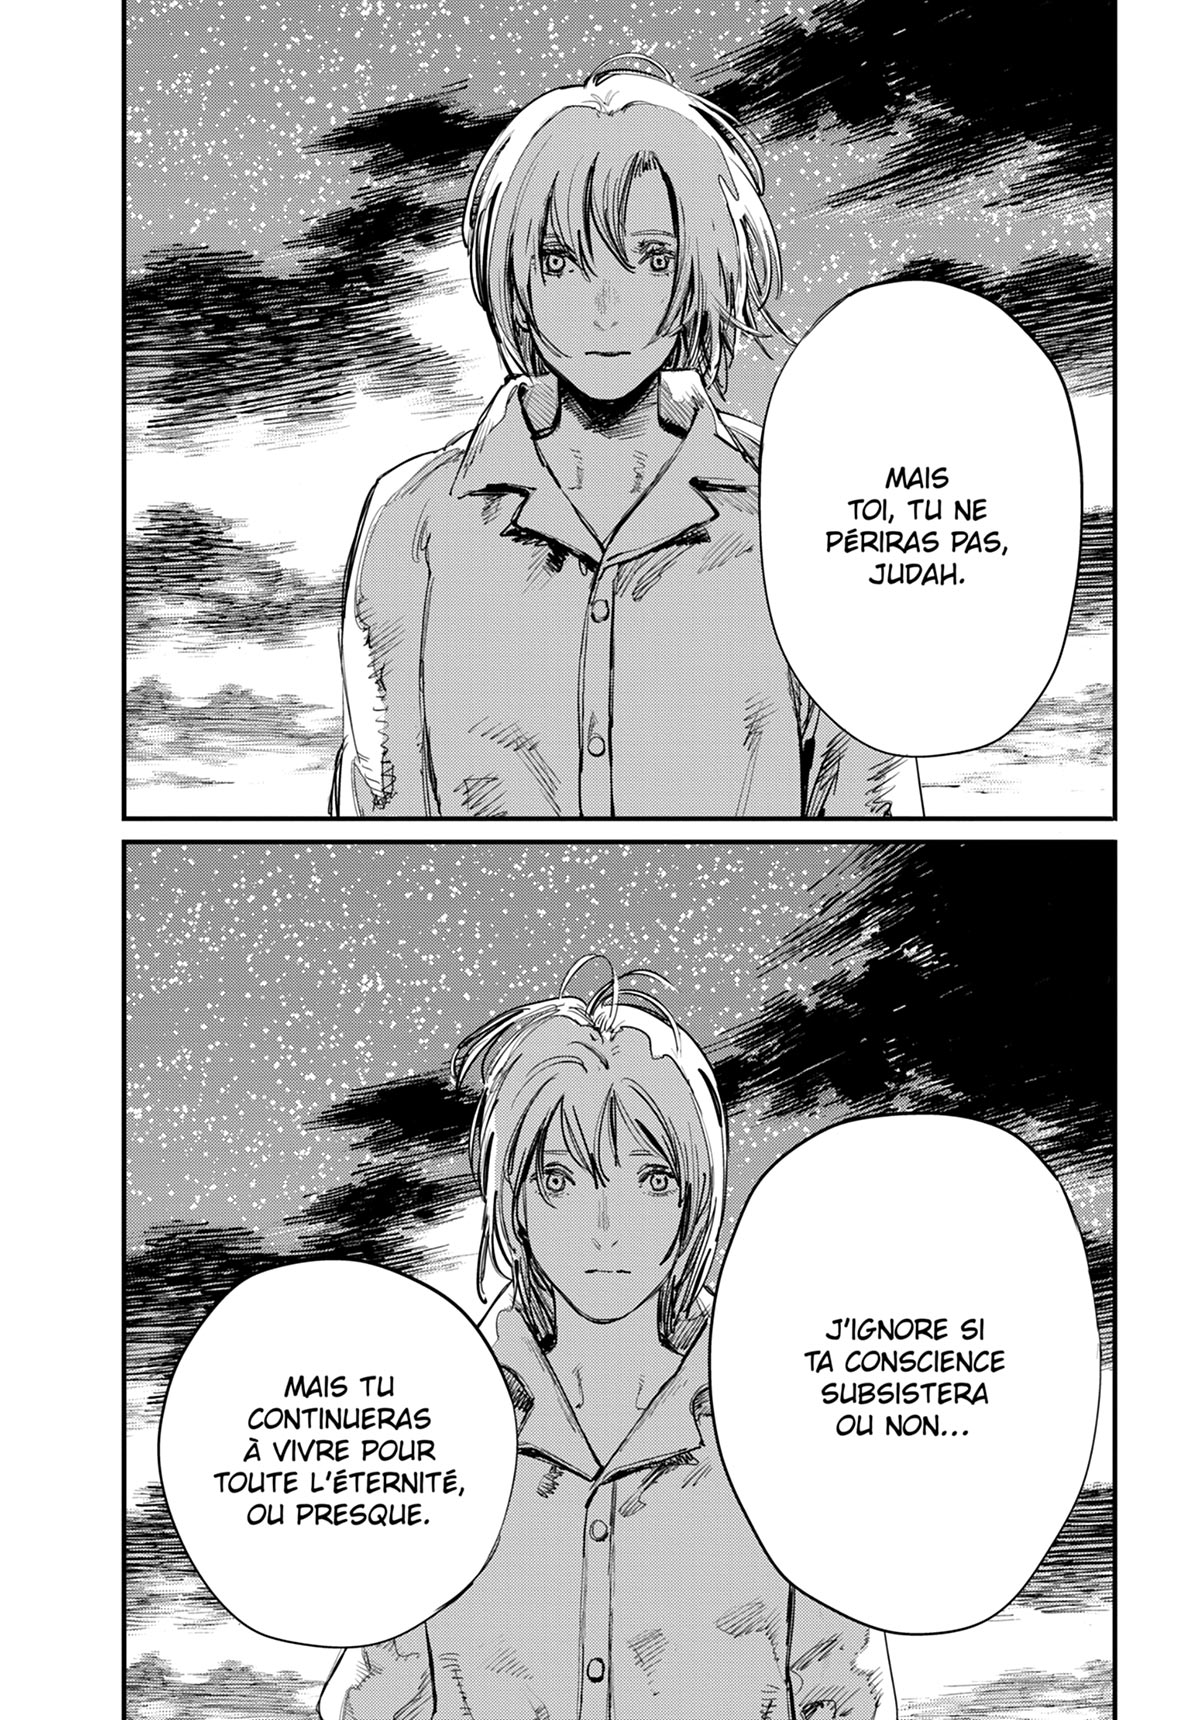 MAIS
TOI, TU NE
PÉRIRAS PAS,
JUDAH.
J'IGNORE SI
TA CONSCIENCE
SUBSISTERA
OU NON...
MAIS TU
CONTINUERAS
À VIVRE POUR
TOUTE L'ÉTERNITÉ,
OU PRESQUE.